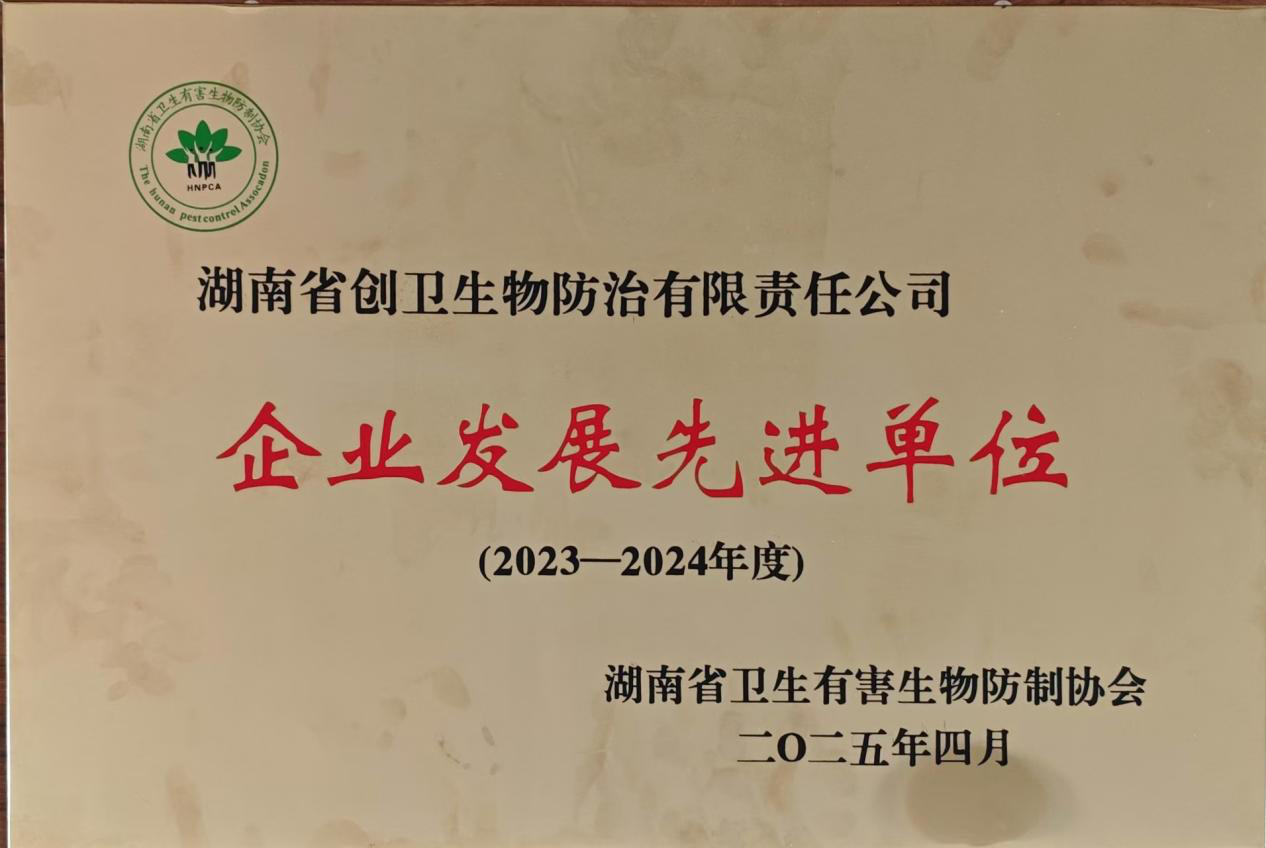 湖南省卫生有害生物防制协会
HNPCA
The hunan pest control Assocadon
湖南省创卫生物防治有限责任公司
企业发展先进单位
(2023—2024年度)
湖南省卫生有害生物防制协会
二O二五年四月